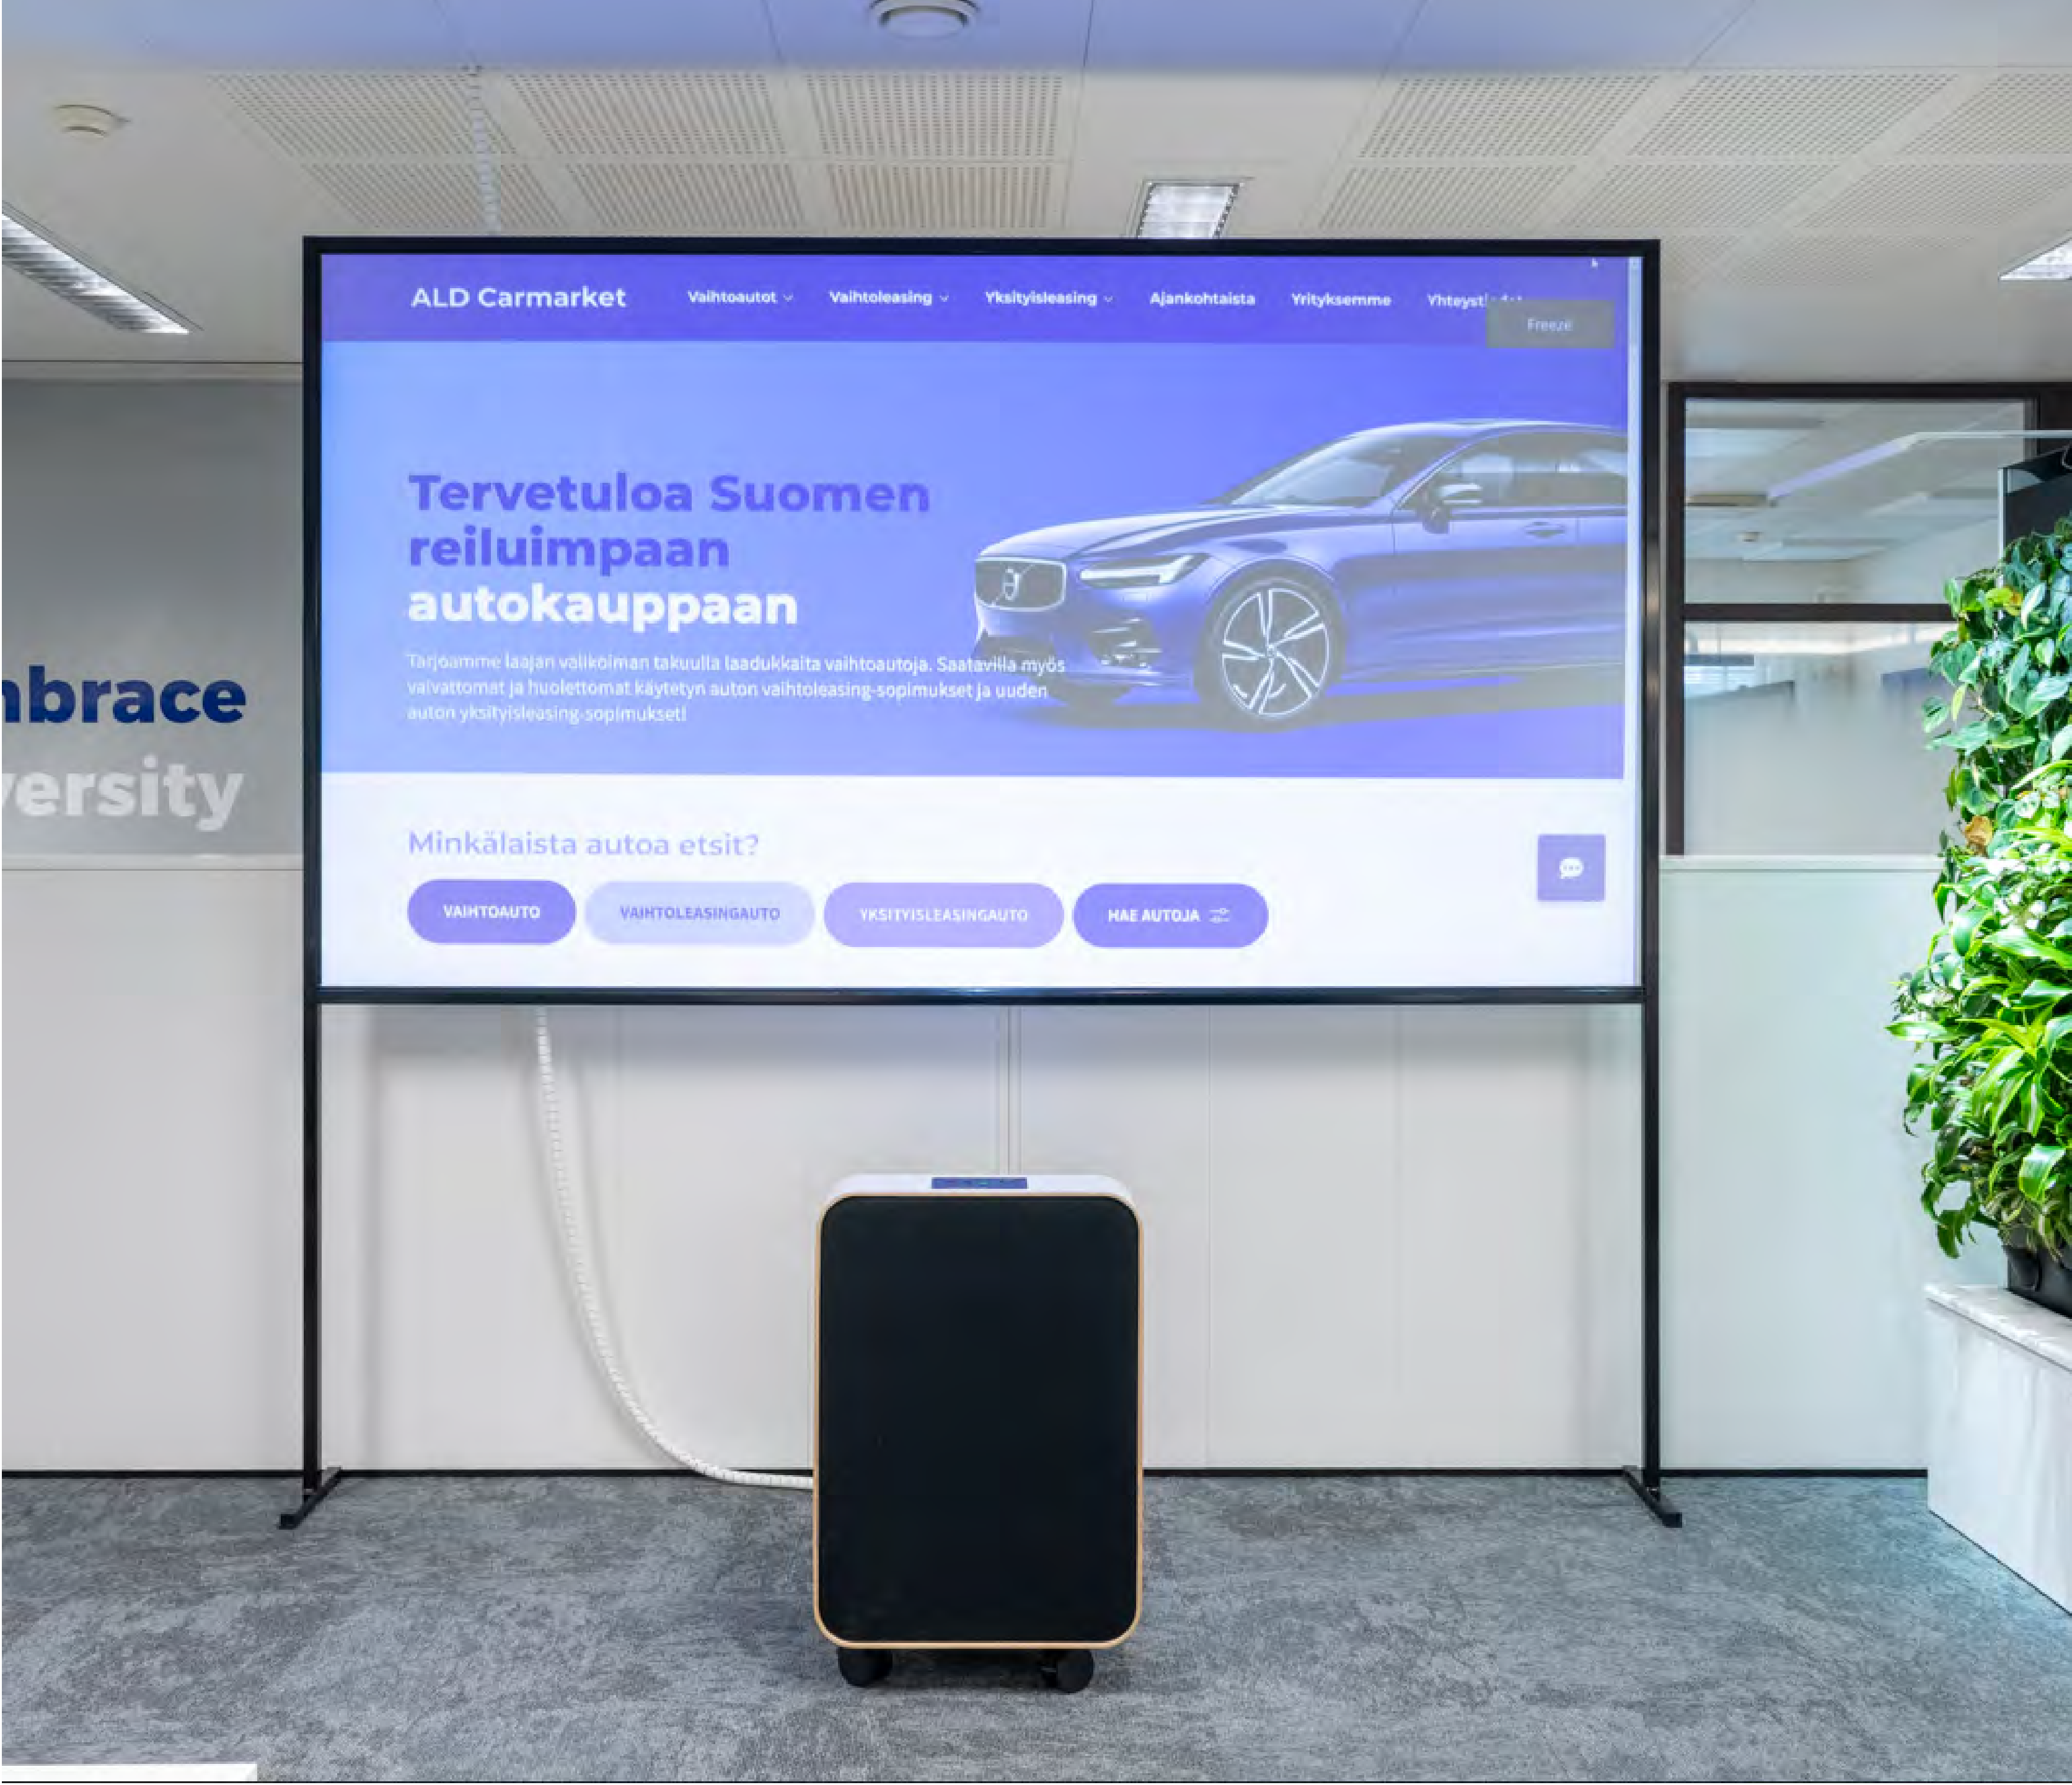 ALD Carmarket
Vaihtoautot Vaihtoleasing Yksityisleasing Ajankohtaista Yrityksemme
Freeze
Tervetuloa Suomen
reiluimpaan
autokauppaan
Tarjoamme laajan valikoiman takuulla laadukkaita vaihtoautoja. Saatavilla myös
vaivattomat ja huolettomat käytetyn auton vaihtoleasing-sopimukset ja uuden
auton yksityisleasing-sopimukset!
mbrace
versity
Minkälaista autoa etsit?
VAIHTOAUTO VAIHTOLEASINGAUTO YKSITYISLEASINGAUTO HAE AUTOJA